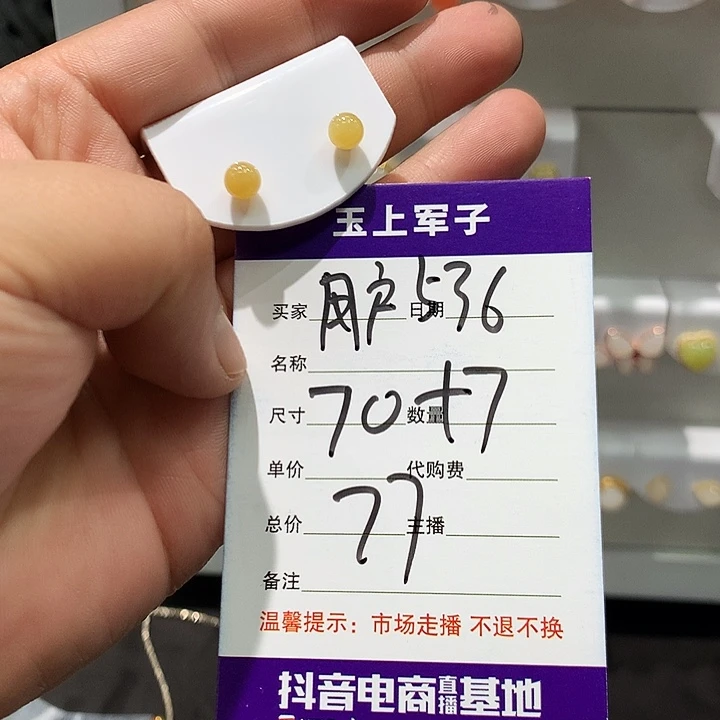 玉上军子
买家 用户536 日期
名称
尺寸 70+7 数量
单价 代购费
总价 77 主播
备注
温馨提示：市场走播 不退不换
抖音电商直播基地